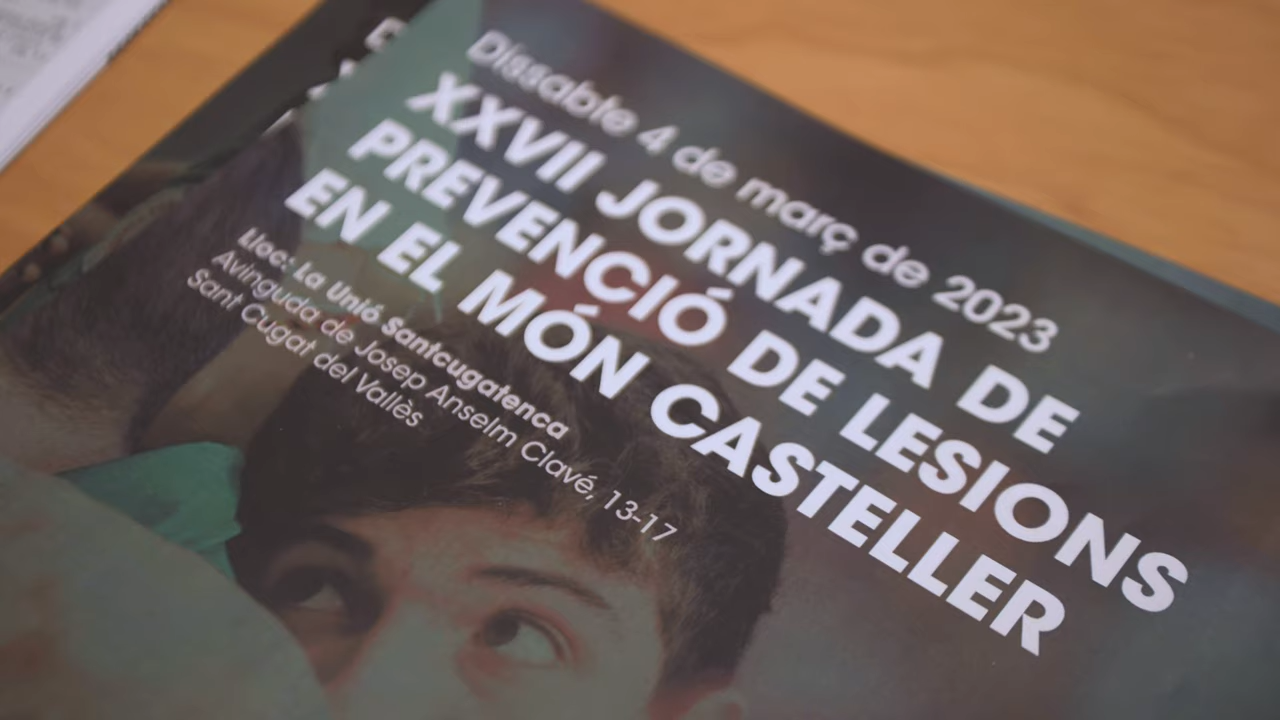 Dissabte 4 de març de 2023
XXVII JORNADA DE
PREVENCIÓ DE LESIONS
EN EL MÓN CASTELLER
Lloc: La Unió Santcugatenca
Avinguda de Josep Anselm Clavé, 13-17
Sant Cugat del Vallès